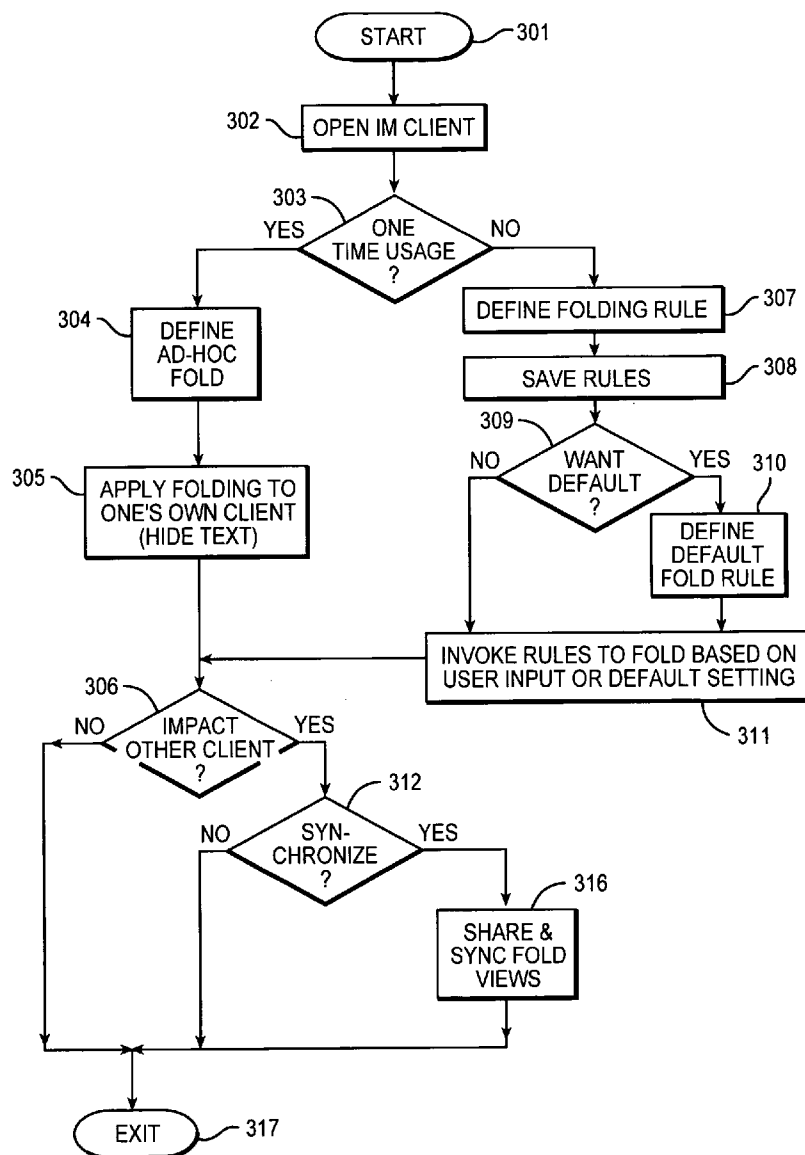 START
301
302
OPEN IM CLIENT
303
ONE
TIME USAGE
?
YES
NO
304
DEFINE
AD-HOC
FOLD
DEFINE FOLDING RULE
307
SAVE RULES
308
309
WANT
DEFAULT
?
NO
YES
310
DEFINE
DEFAULT
FOLD RULE
305
APPLY FOLDING TO
ONE'S OWN CLIENT
(HIDE TEXT)
INVOKE RULES TO FOLD BASED ON
USER INPUT OR DEFAULT SETTING
311
306
IMPACT
OTHER CLIENT
?
NO
YES
312
SYN-
CHRONIZE
?
NO
YES
316
SHARE &
SYNC FOLD
VIEWS
EXIT
317